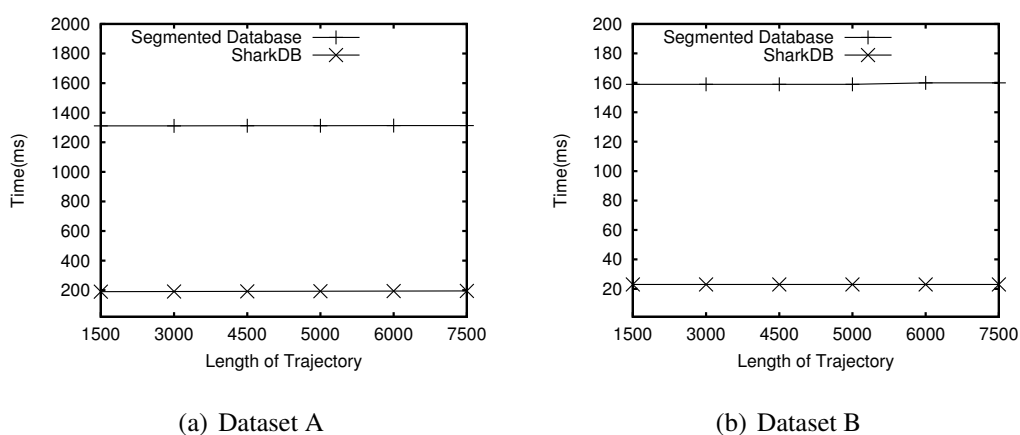 2000
1800
1600
1400
1200
1000
800
600
400
200
Time(ms)
Segmented Database
SharkDB
1500 3000 4500 5000 6000 7500
Length of Trajectory
(a) Dataset A
200
180
160
140
120
100
80
60
40
20
Time(ms)
Segmented Database
SharkDB
1500 3000 4500 5000 6000 7500
Length of Trajectory
(b) Dataset B